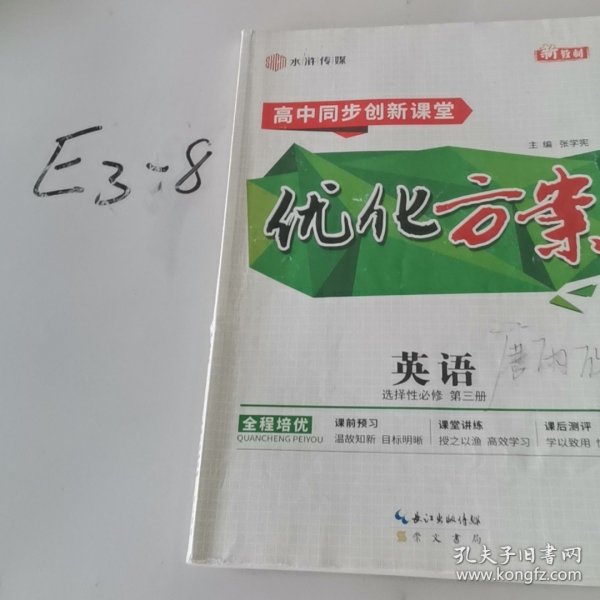 E3:8
水浒传媒
新教材
高中同步创新课堂
主编 张学宪
优化方案
英语
选择性必修 第三册
全程培优
QUANCHENG PEIYOU
课前预习
温故知新 目标明晰
课堂讲练
授之以渔 高效学习
课后测评
学以致用
长江出版传媒
崇文书局
孔夫子旧书网
www.kongfz.com